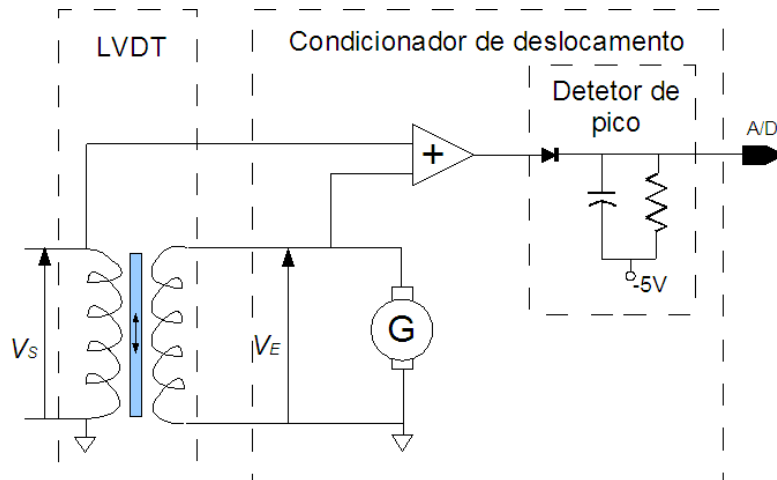 LVDT
Condicionador de deslocamento
Detetor de
pico
A/D
+
-5V
VS
VE
G